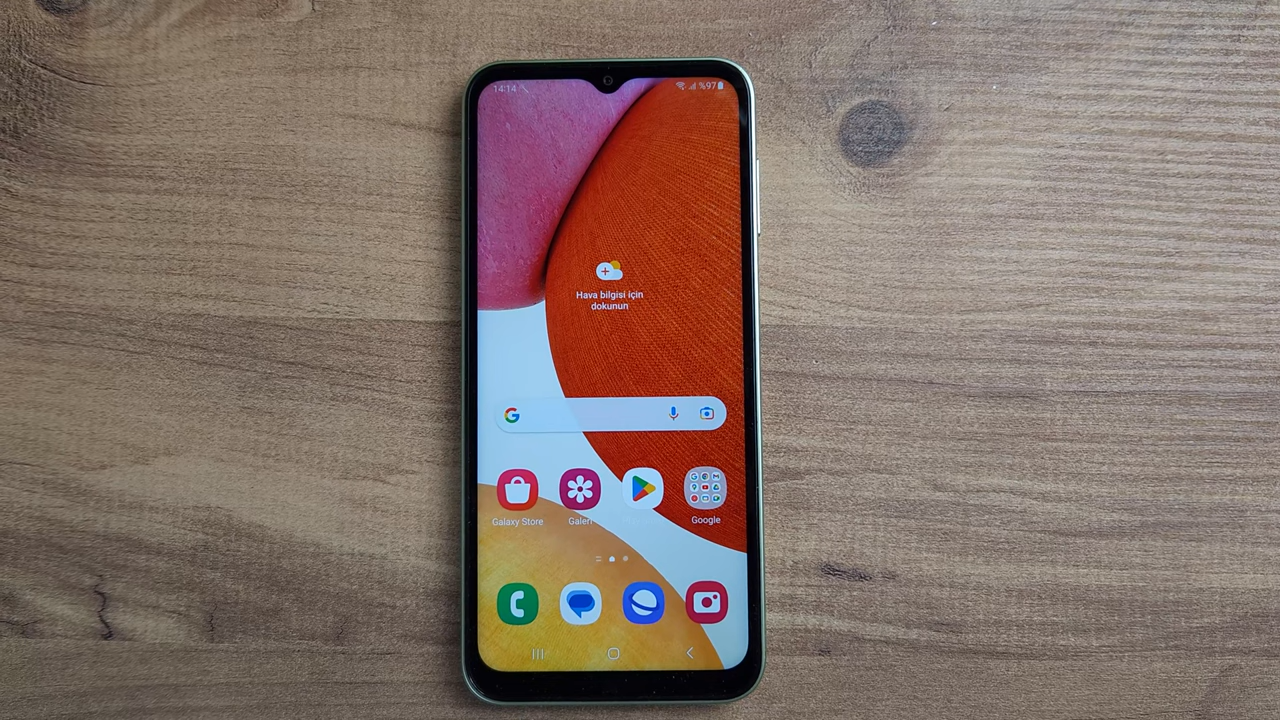 14:14
%97
Hava bilgisi için
dokunun
G
Galaxy Store
Galeri
Google